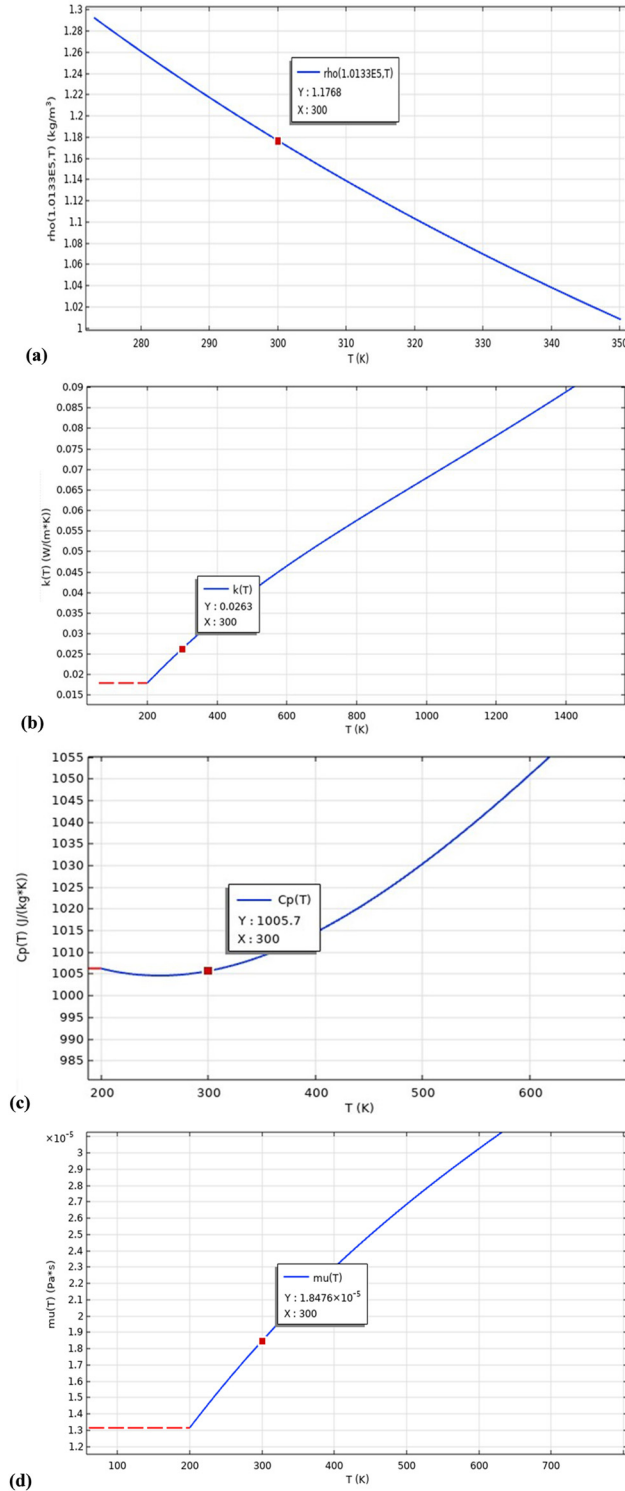 1.3
1.28
1.26
1.24
1.22
1.2
1.18
1.16
1.14
1.12
1.1
1.08
1.06
1.04
1.02
1
rho(1.0133E5,T) (kg/m³)
rho(1.0133E5,T)
Y : 1.1768
X : 300
280 290 300 310 320 330 340 350
T (K)
(a)
0.09
0.085
0.08
0.075
0.07
0.065
0.06
0.055
0.05
0.045
0.04
0.035
0.03
0.025
0.02
0.015
k(T) (W/(m*K))
k(T)
Y : 0.0263
X : 300
200 400 600 800 1000 1200 1400
T (K)
(b)
1055
1050
1045
1040
1035
1030
1025
1020
1015
1010
1005
1000
995
990
985
Cp(T) (J/(kg*K))
Cp(T)
Y : 1005.7
X : 300
200 300 400 500 600
T (K)
(c)
×10⁻⁵
3
2.9
2.7
2.6
2.5
2.3
2.2
2.1
2
1.9
1.8
1.7
1.5
1.4
1.3
1.2
mu(T) (Pa*s)
mu(T)
Y : 1.8476×10⁻⁵
X : 300
100 200 300 400 500 600 700
T (K)
(d)